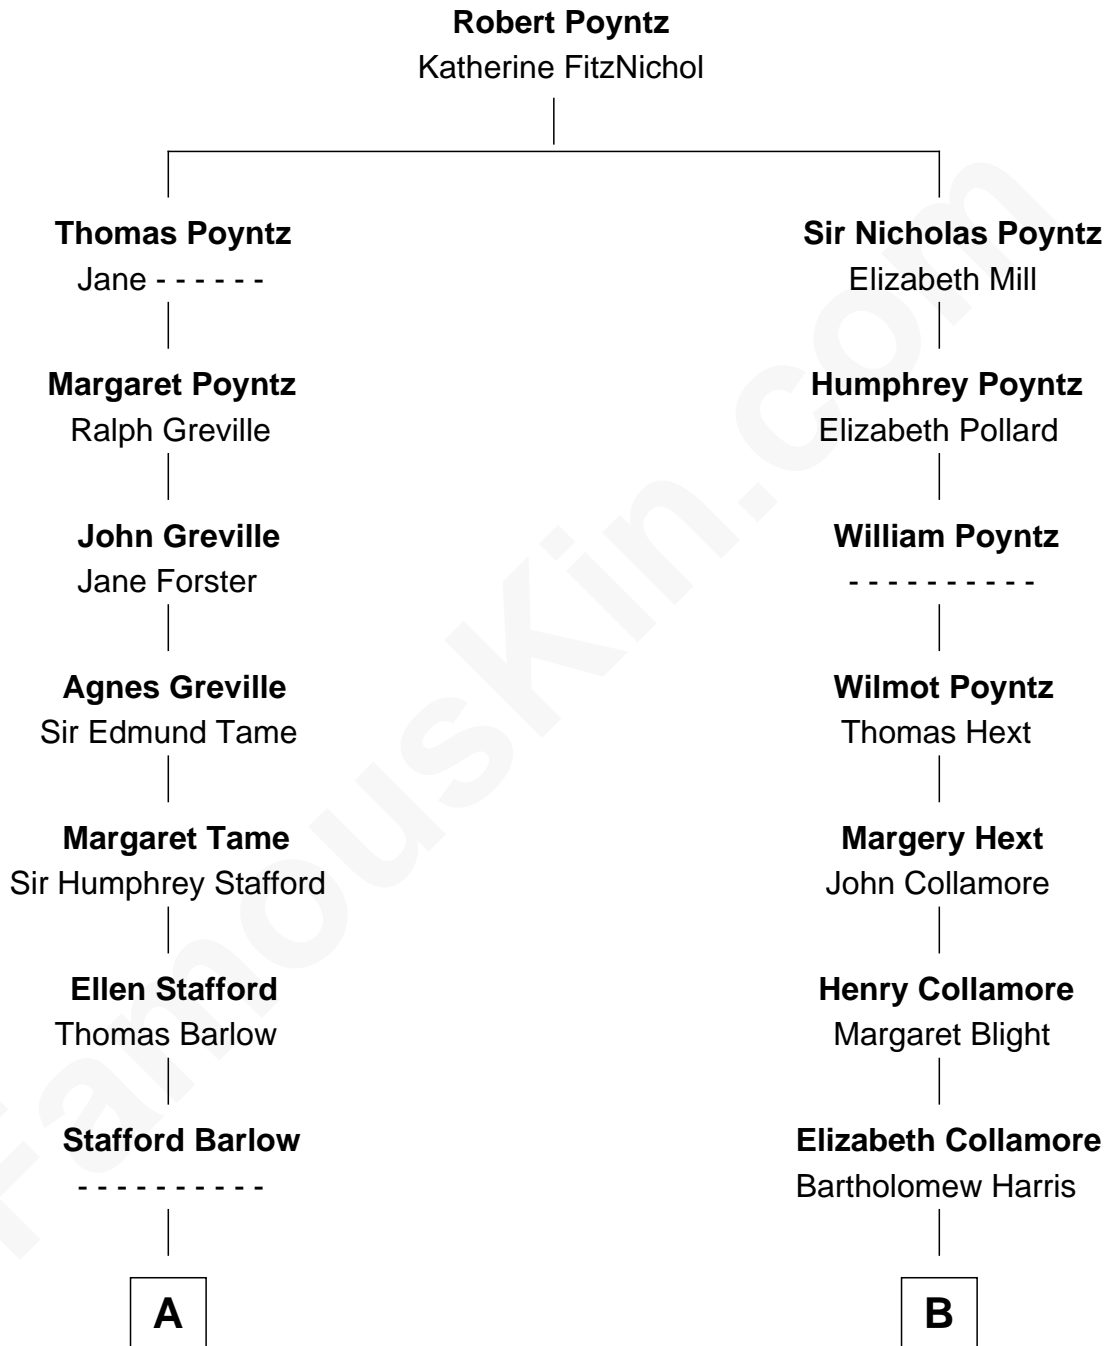 Robert Poyntz
Katherine FitzNichol
Thomas Poyntz
Jane - - - - - -
Margaret Poyntz
Ralph Greville
John Greville
Jane Forster
Agnes Greville
Sir Edmund Tame
Margaret Tame
Sir Humphrey Stafford
Ellen Stafford
Thomas Barlow
Stafford Barlow
- - - - - - - - - -
A
Sir Nicholas Poyntz
Elizabeth Mill
Humphrey Poyntz
Elizabeth Pollard
William Poyntz
- - - - - - - - - -
Wilmot Poyntz
Thomas Hext
Margery Hext
John Collamore
Henry Collamore
Margaret Blight
Elizabeth Collamore
Bartholomew Harris
B
FamousKin.com